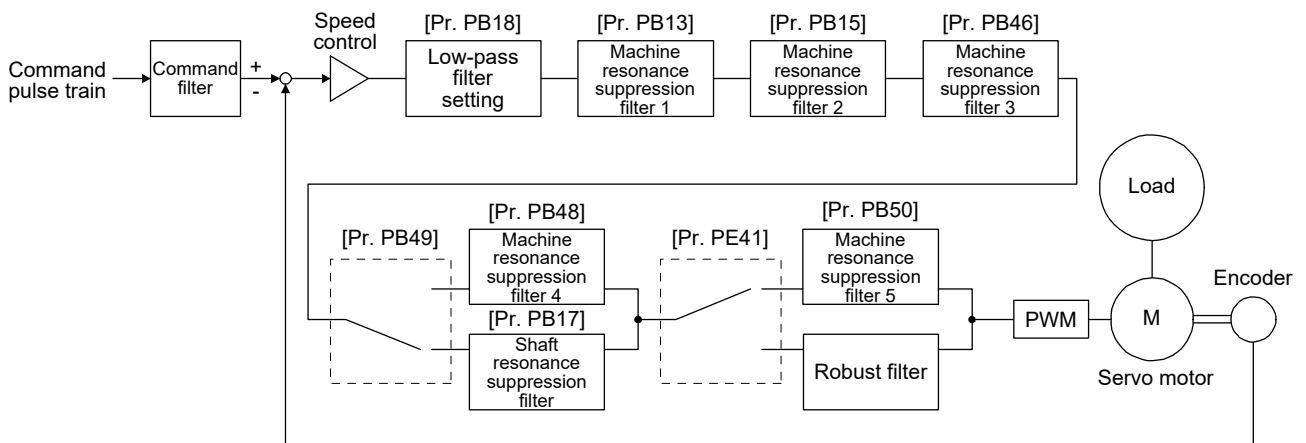 Command
pulse train
Command
filter
+
-
Speed
control
[Pr. PB18]
Low-pass
filter
setting
[Pr. PB13]
Machine
resonance
suppression
filter 1
[Pr. PB15]
Machine
resonance
suppression
filter 2
[Pr. PB46]
Machine
resonance
suppression
filter 3
Load
[Pr. PB49]
[Pr. PB48]
Machine
resonance
suppression
filter 4
[Pr. PB17]
Shaft
resonance
suppression
filter
[Pr. PE41]
[Pr. PB50]
Machine
resonance
suppression
filter 5
Robust filter
PWM
M
Servo motor
Encoder